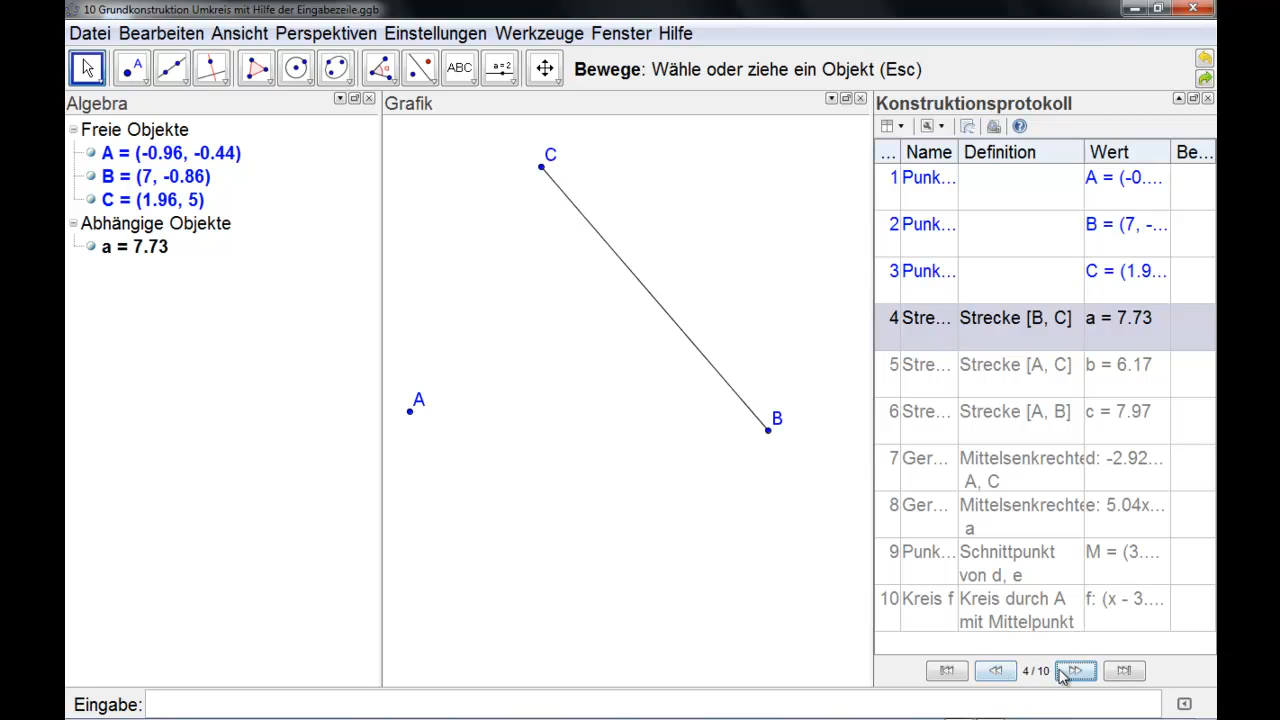 10 Grundkonstruktion Umkreis mit Hilfe der Eingabezeile.ggb
Datei Bearbeiten Ansicht Perspektiven Einstellungen Werkzeuge Fenster Hilfe
A ABC a=2 Bewege: Wähle oder ziehe ein Objekt (Esc)
Algebra
Grafik
Konstruktionsprotokoll
Freie Objekte
A = (-0.96, -0.44)
B = (7, -0.86)
C = (1.96, 5)
Abhängige Objekte
a = 7.73
C
A
B
... Name Definition Wert Be...
1 Punk... A = (-0....
2 Punk... B = (7, -...
3 Punk... C = (1.9...
4 Stre... Strecke [B, C] a = 7.73
5 Stre... Strecke [A, C] b = 6.17
6 Stre... Strecke [A, B] c = 7.97
7 Ger... Mittelsenkrechte d: -2.92...
A, C
8 Ger... Mittelsenkrechte e: 5.04x...
a
9 Punk... Schnittpunkt M = (3....
von d, e
10 Kreis f Kreis durch A f: (x - 3....
mit Mittelpunkt
4 / 10
Eingabe: